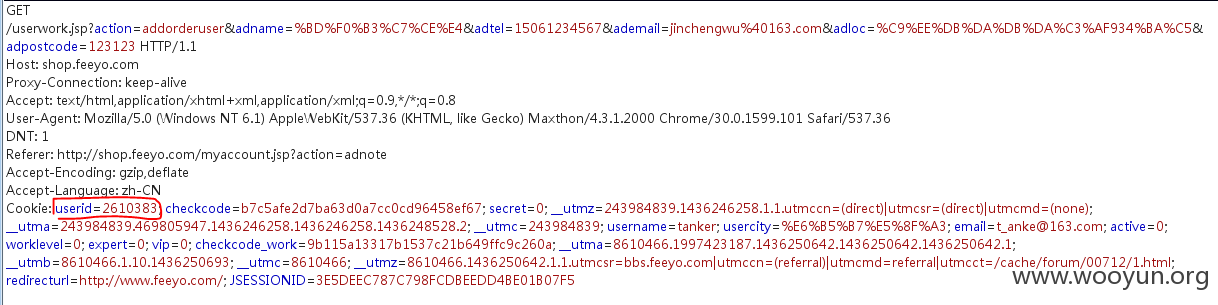 GET
/userwork.jsp?action=addorderuser&adname=%BD%F0%B3%C7%CE%E4&adtel=15061234567&ademail=jinchengwu%40163.com&adloc=%C9%EE%DB%DA%DB%DA%C3%AF934%BA%C5&
adpostcode=123123 HTTP/1.1
Host: shop.feeyo.com
Proxy-Connection: keep-alive
Accept: text/html,application/xhtml+xml,application/xml;q=0.9,*/*;q=0.8
User-Agent: Mozilla/5.0 (Windows NT 6.1) AppleWebKit/537.36 (KHTML, like Gecko) Maxthon/4.3.1.2000 Chrome/30.0.1599.101 Safari/537.36
DNT: 1
Referer: http://shop.feeyo.com/myaccount.jsp?action=adnote
Accept-Encoding: gzip,deflate
Accept-Language: zh-CN
Cookie: userid=2610383; checkcode=b7c5afe2d7ba63d0a7cc0cd96458ef67; secret=0; __utmz=243984839.1436246258.1.1.utmccn=(direct)|utmcsr=(direct)|utmcmd=(none);
__utma=243984839.469805947.1436246258.1436246258.1436248528.2; __utmc=243984839; username=tanker; usercity=%E6%B5%B7%E5%8F%A3; email=t_anke@163.com; active=0;
worklevel=0; expert=0; vip=0; checkcode_work=9b115a13317b1537c21b649ffc9c260a; __utma=8610466.1997423187.1436250642.1436250642.1436250642.1;
__utmb=8610466.1.10.1436250693; __utmc=8610466; __utmz=8610466.1436250642.1.1.utmcsr=bbs.feeyo.com|utmccn=(referral)|utmcmd=referral|utmcct=/cache/forum/00712/1.html;
redirecturl=http://www.feeyo.com/; JSESSIONID=3E5DEEC787C798FCDBEEDD4BE01B07F5
www.wooyun.org